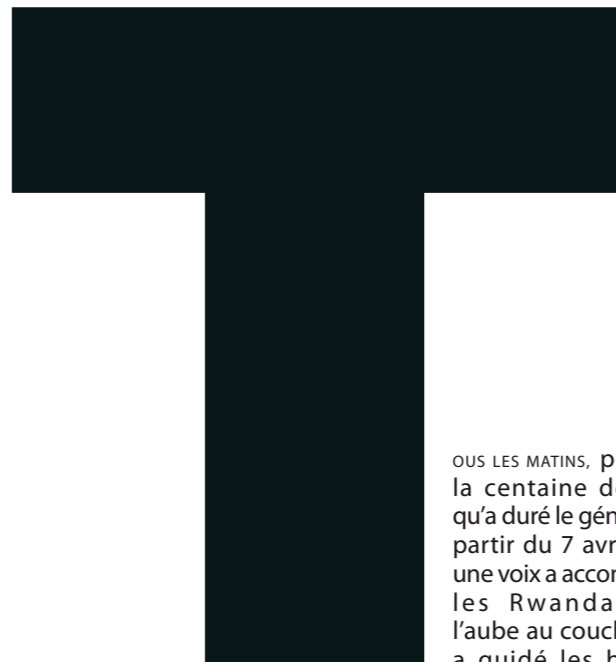 TOUS LES MATINS,
la centaine
qu'a duré le
partir du 7
une voix a
les
l'aube au
a guidé les